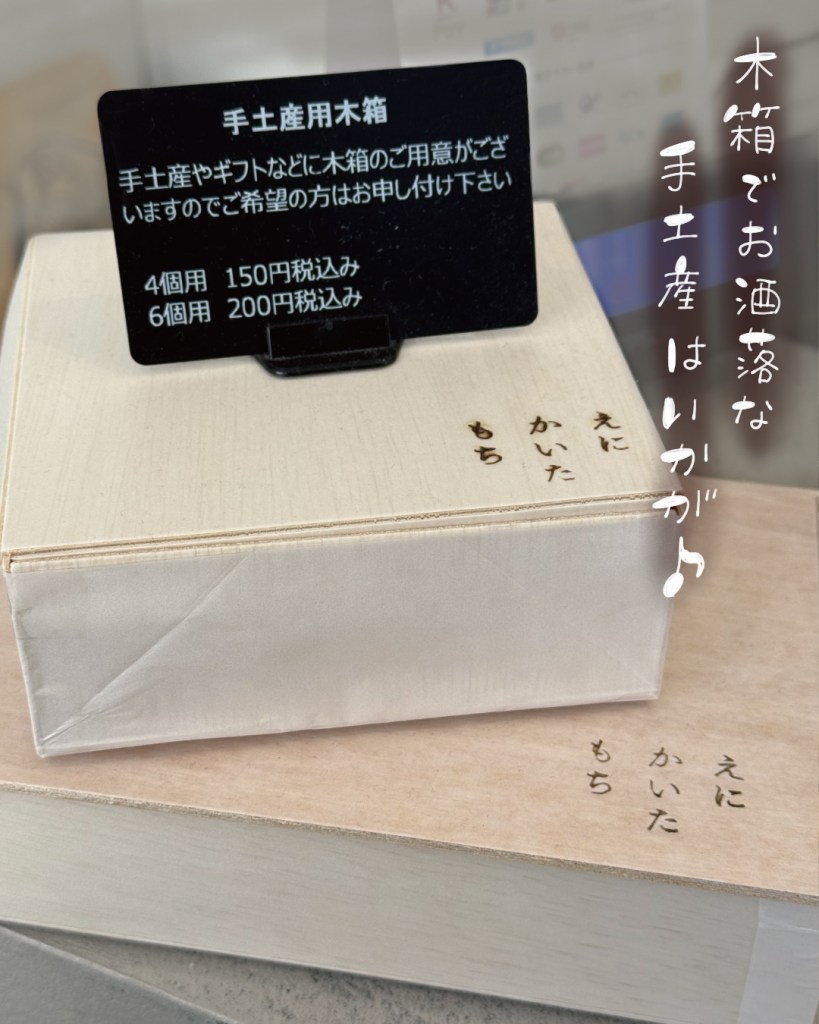 木箱でお洒落な
手土産はいかが♪
手土産用木箱
手土産やギフトなどに木箱のご用意がござ
いますのでご希望の方はお申し付け下さい
4個用 150円税込み
6個用 200円税込み
えに
かいた
もち
えに
かいた
もち